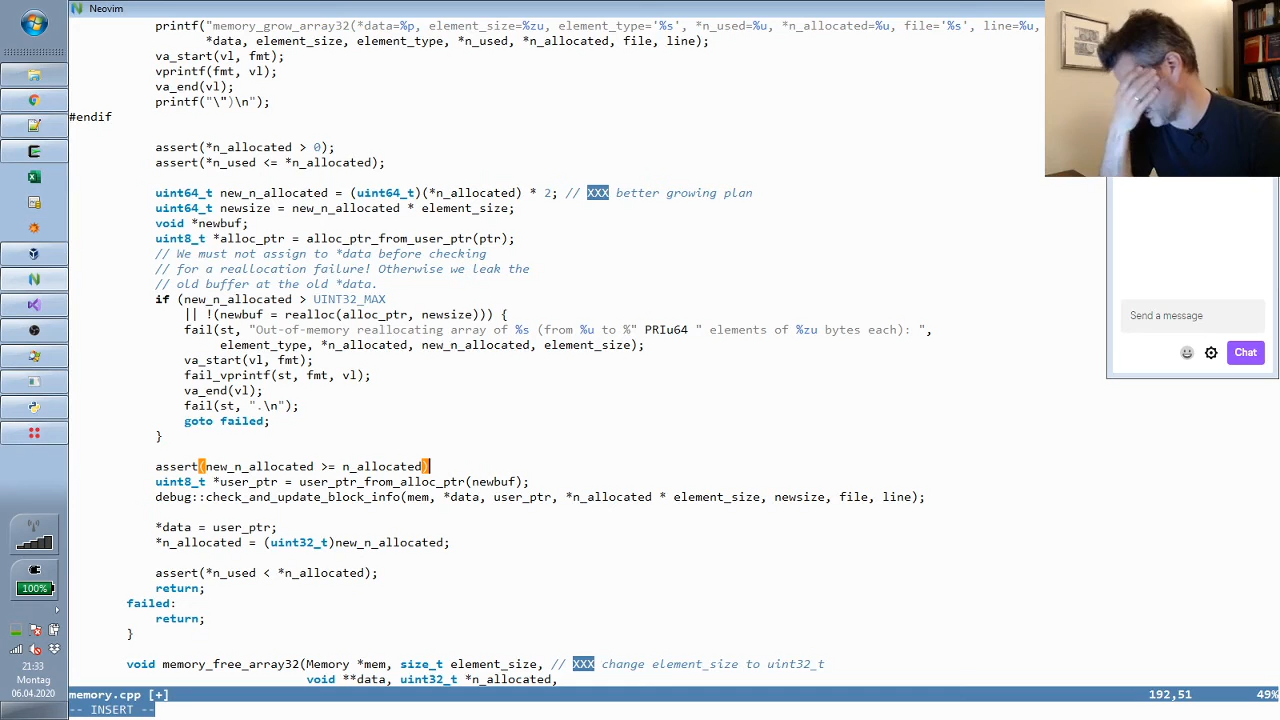 Neovim
printf("memory_grow_array32(*data=%p, element_size=%zu, element_type='%s', *n_used=%u, *n_allocated=%u, file='%s', line=%u,
*data, element_size, element_type, *n_used, *n_allocated, file, line);
va_start(vl, fmt);
vprintf(fmt, vl);
va_end(vl);
printf("\")\n");
#endif
assert(*n_allocated > 0);
assert(*n_used <= *n_allocated);
uint64_t new_n_allocated = (uint64_t)(*n_allocated) * 2; // XXX better growing plan
uint64_t newsize = new_n_allocated * element_size;
void *newbuf;
uint8_t *alloc_ptr = alloc_ptr_from_user_ptr(ptr);
// We must not assign to *data before checking
// for a reallocation failure! Otherwise we leak the
// old buffer at the old *data.
if (new_n_allocated > UINT32_MAX
|| !(newbuf = realloc(alloc_ptr, newsize))) {
fail(st, "Out-of-memory reallocating array of %s (from %u to %" PRIu64 " elements of %zu bytes each): ",
element_type, *n_allocated, new_n_allocated, element_size);
va_start(vl, fmt);
fail_vprintf(st, fmt, vl);
va_end(vl);
fail(st, ".\n");
goto failed;
}
assert(new_n_allocated >= n_allocated)
uint8_t *user_ptr = user_ptr_from_alloc_ptr(newbuf);
debug::check_and_update_block_info(mem, *data, user_ptr, *n_allocated * element_size, newsize, file, line);
*data = user_ptr;
*n_allocated = (uint32_t)new_n_allocated;
assert(*n_used < *n_allocated);
return;
failed:
return;
}
void memory_free_array32(Memory *mem, size_t element_size, // XXX change element_size to uint32_t
void **data, uint32_t *n_allocated,
memory.cpp [+] 192,51 49%
-- INSERT --
Send a message
Chat
100%
21:33
Montag
06.04.2020